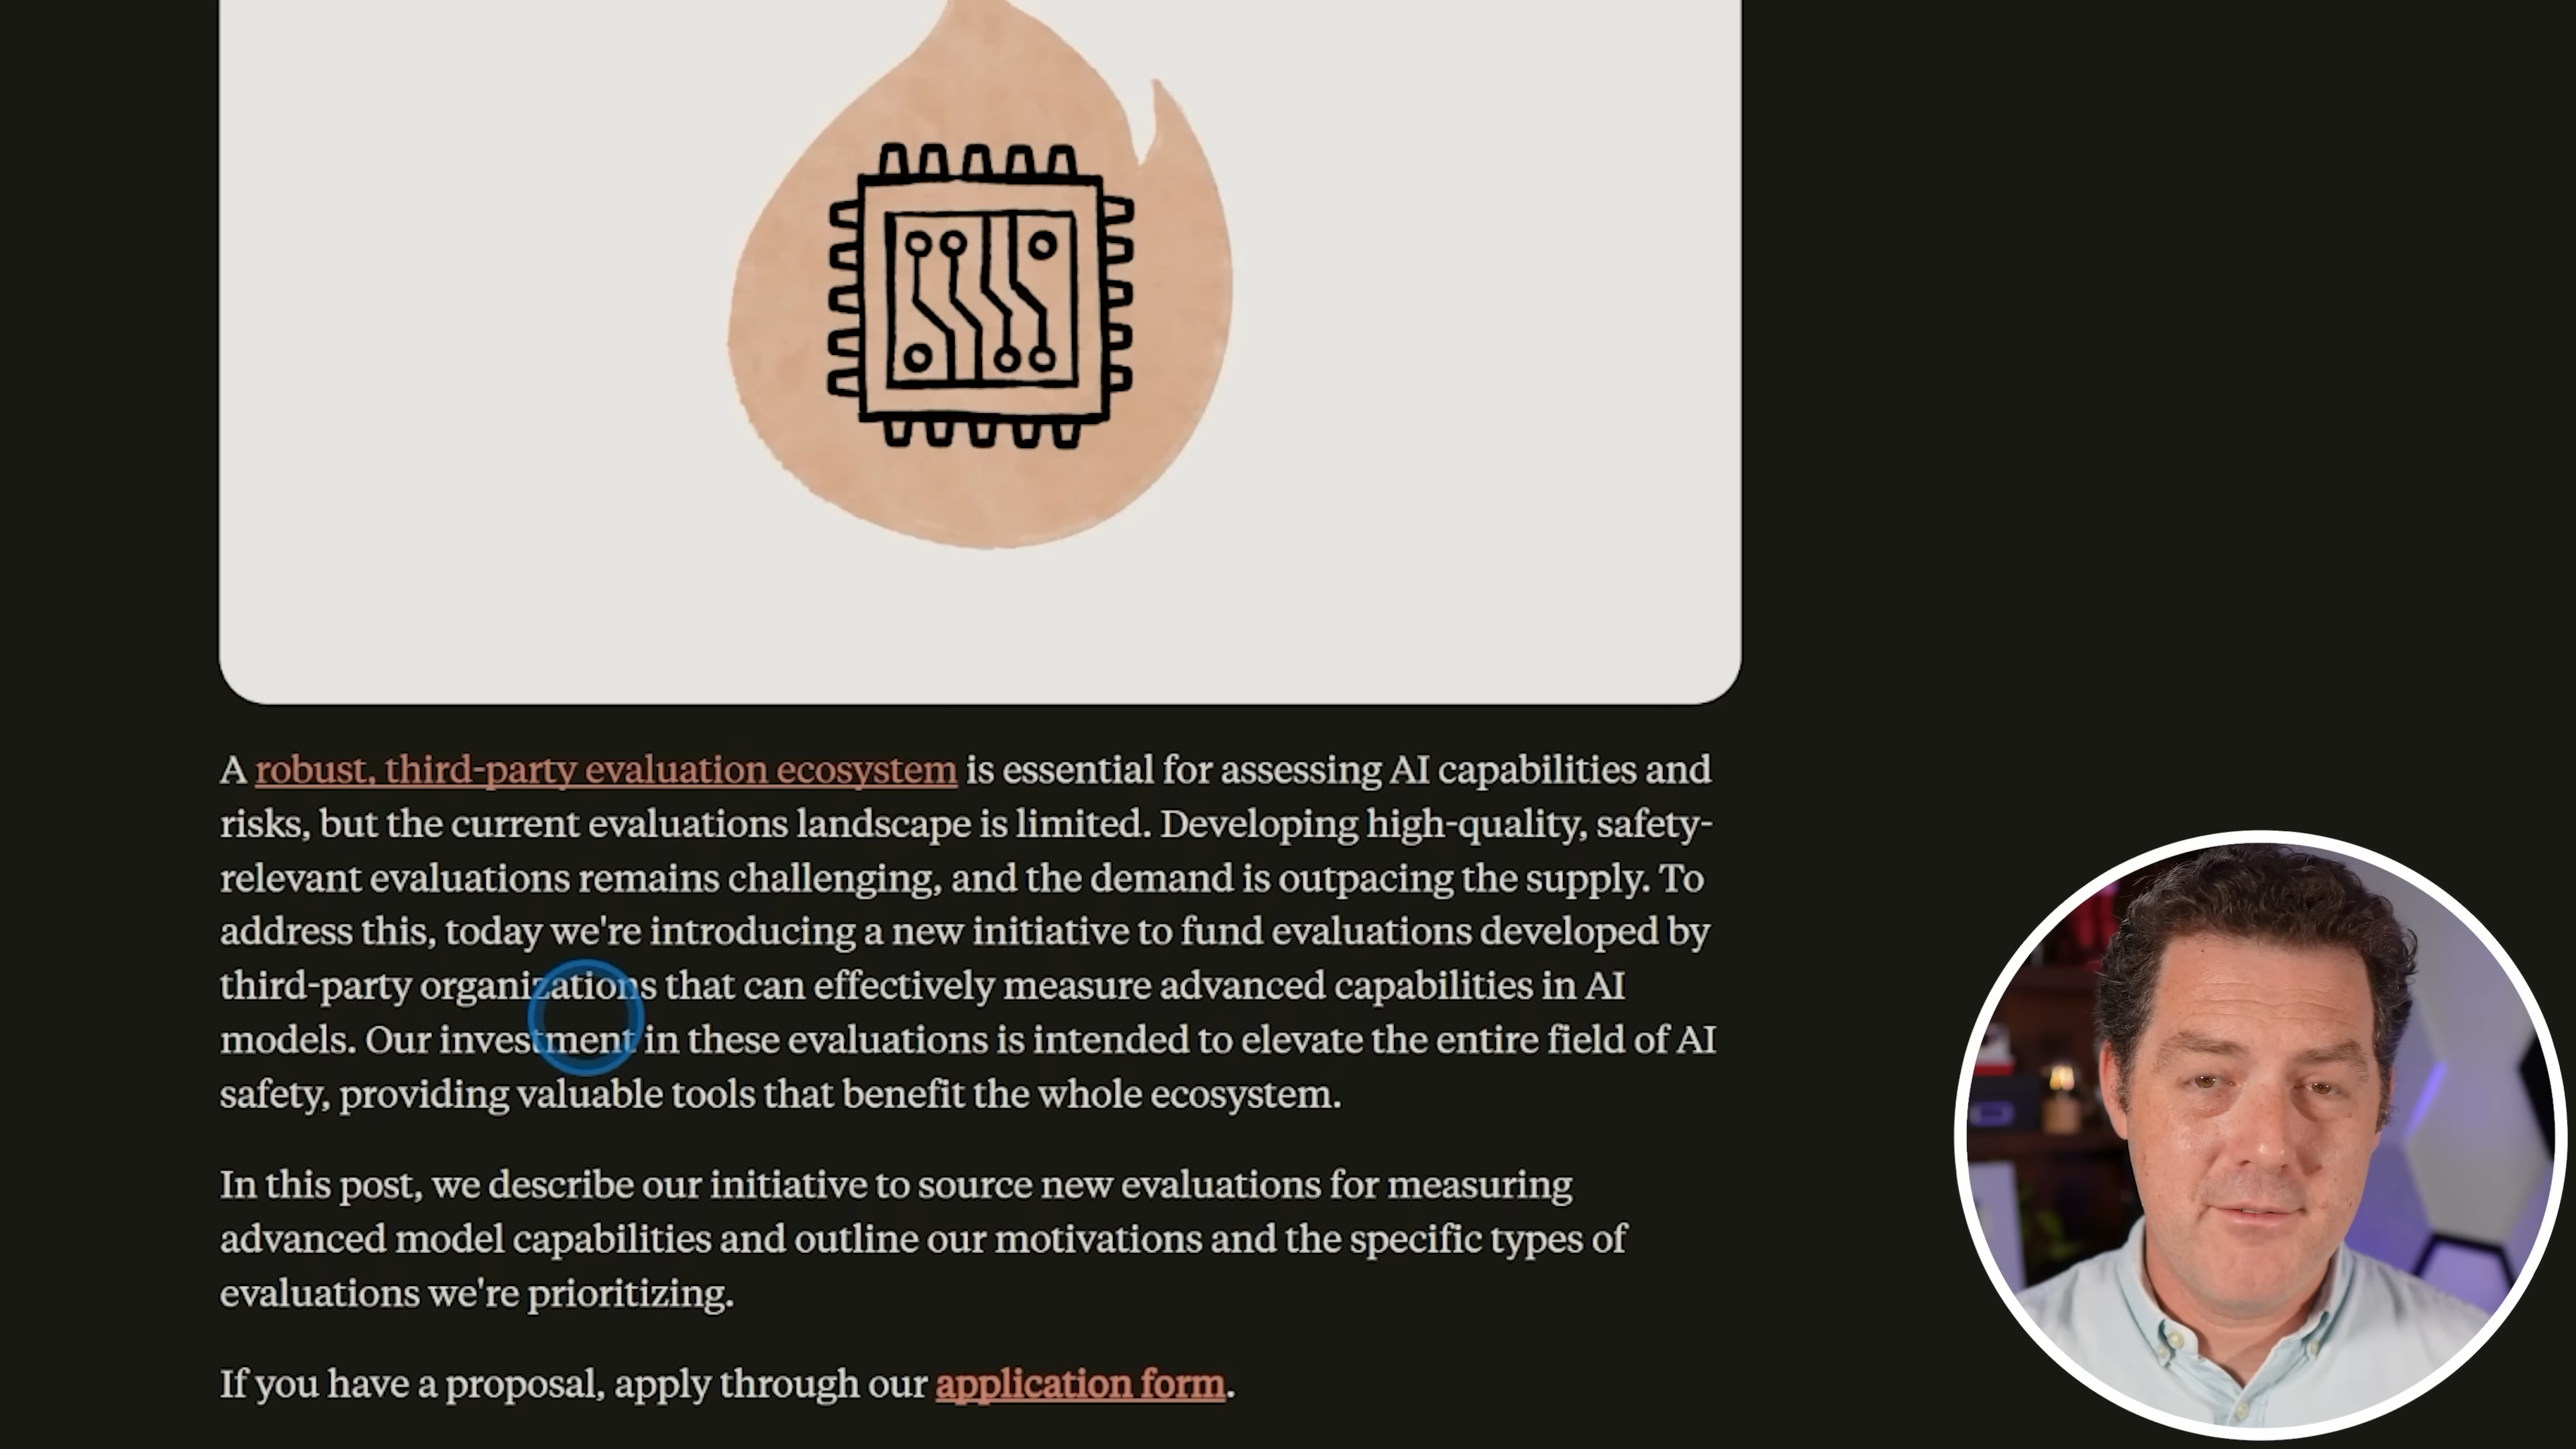 A robust, third-party evaluation ecosystem is essential for assessing AI capabilities and
risks, but the current evaluations landscape is limited. Developing high-quality, safety-
relevant evaluations remains challenging, and the demand is outpacing the supply. To
address this, today we're introducing a new initiative to fund evaluations developed by
third-party organizations that can effectively measure advanced capabilities in AI
models. Our investment in these evaluations is intended to elevate the entire field of AI
safety, providing valuable tools that benefit the whole ecosystem.
In this post, we describe our initiative to source new evaluations for measuring
advanced model capabilities and outline our motivations and the specific types of
evaluations we're prioritizing.
If you have a proposal, apply through our application form.